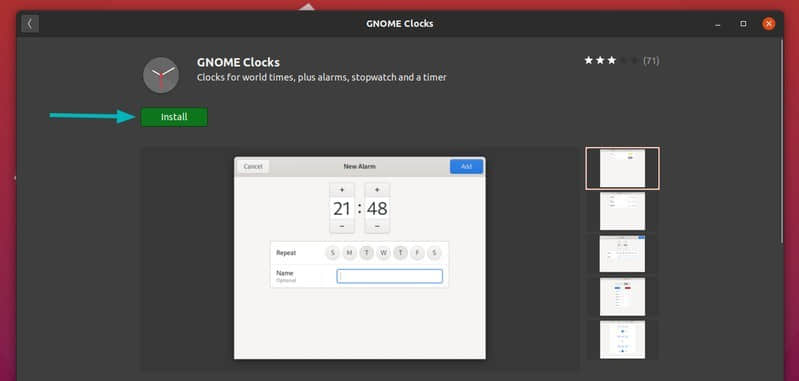 GNOME Clocks
GNOME Clocks
Clocks for world times, plus alarms, stopwatch and a timer
(71)
Install
Cancel
New Alarm
Add
+ +
21 : 48
− −
Repeat
S M T W T F S
Name
Optional